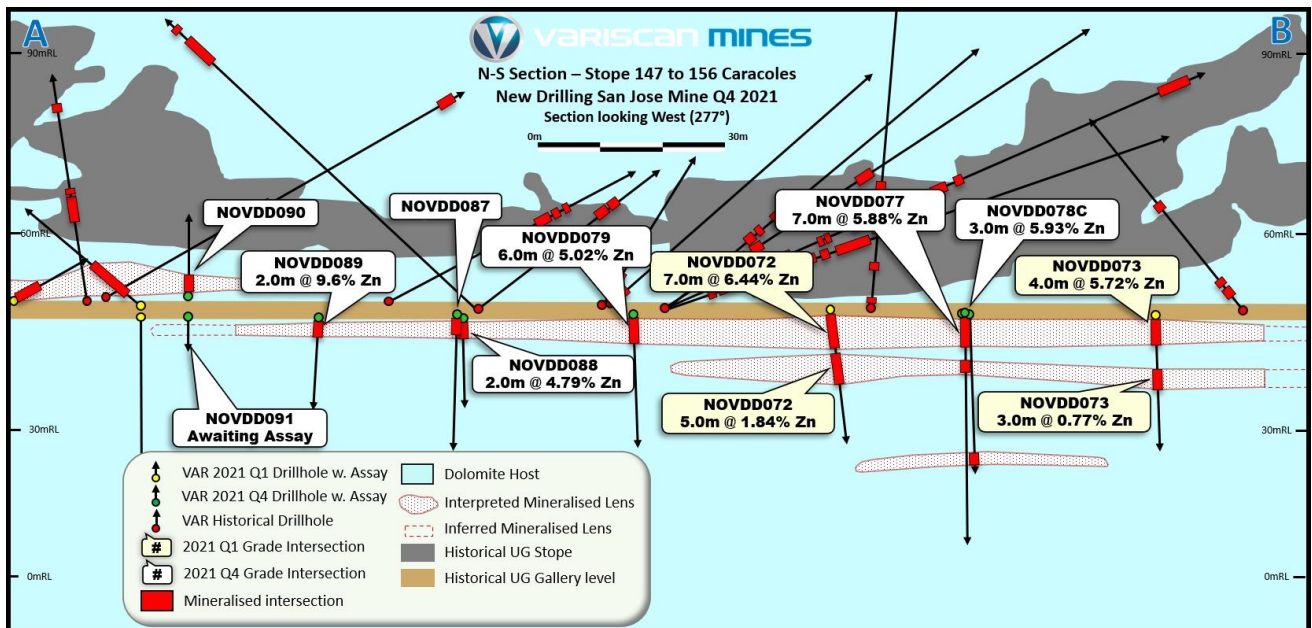 A
VARISCAN MINES
B
90mRL
90mRL
N-S Section – Stope 147 to 156 Caracoles
New Drilling San Jose Mine Q4 2021
Section looking West (277°)
0m
30m
60mRL
60mRL
NOVDD090
NOVDD087
NOVDD077
7.0m @ 5.88% Zn
NOVDD078C
3.0m @ 5.93% Zn
NOVDD089
2.0m @ 9.6% Zn
NOVDD079
6.0m @ 5.02% Zn
NOVDD072
7.0m @ 6.44% Zn
NOVDD073
4.0m @ 5.72% Zn
NOVDD088
2.0m @ 4.79% Zn
NOVDD091
Awaiting Assay
NOVDD072
5.0m @ 1.84% Zn
NOVDD073
3.0m @ 0.77% Zn
30mRL
30mRL
VAR 2021 Q1 Drillhole w. Assay
VAR 2021 Q4 Drillhole w. Assay
VAR Historical Drillhole
# 2021 Q1 Grade Intersection
# 2021 Q4 Grade Intersection
Mineralised intersection
Dolomite Host
Interpreted Mineralised Lens
Inferred Mineralised Lens
Historical UG Stope
Historical UG Gallery level
0mRL
0mRL